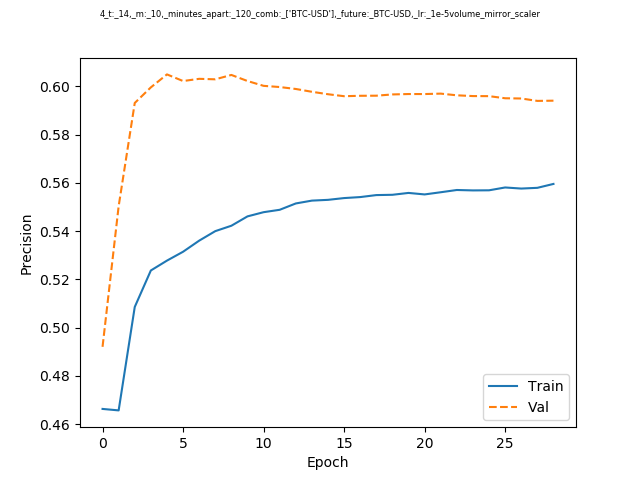 4_t:_14,_m:_10,_minutes_apart:_120_comb:_['BTC-USD'],_future:_BTC-USD,_lr:_1e-5volume_mirror_scaler
0.60
0.58
0.56
0.54
0.52
0.50
0.48
0.46
Precision
Train
Val
0 5 10 15 20 25
Epoch